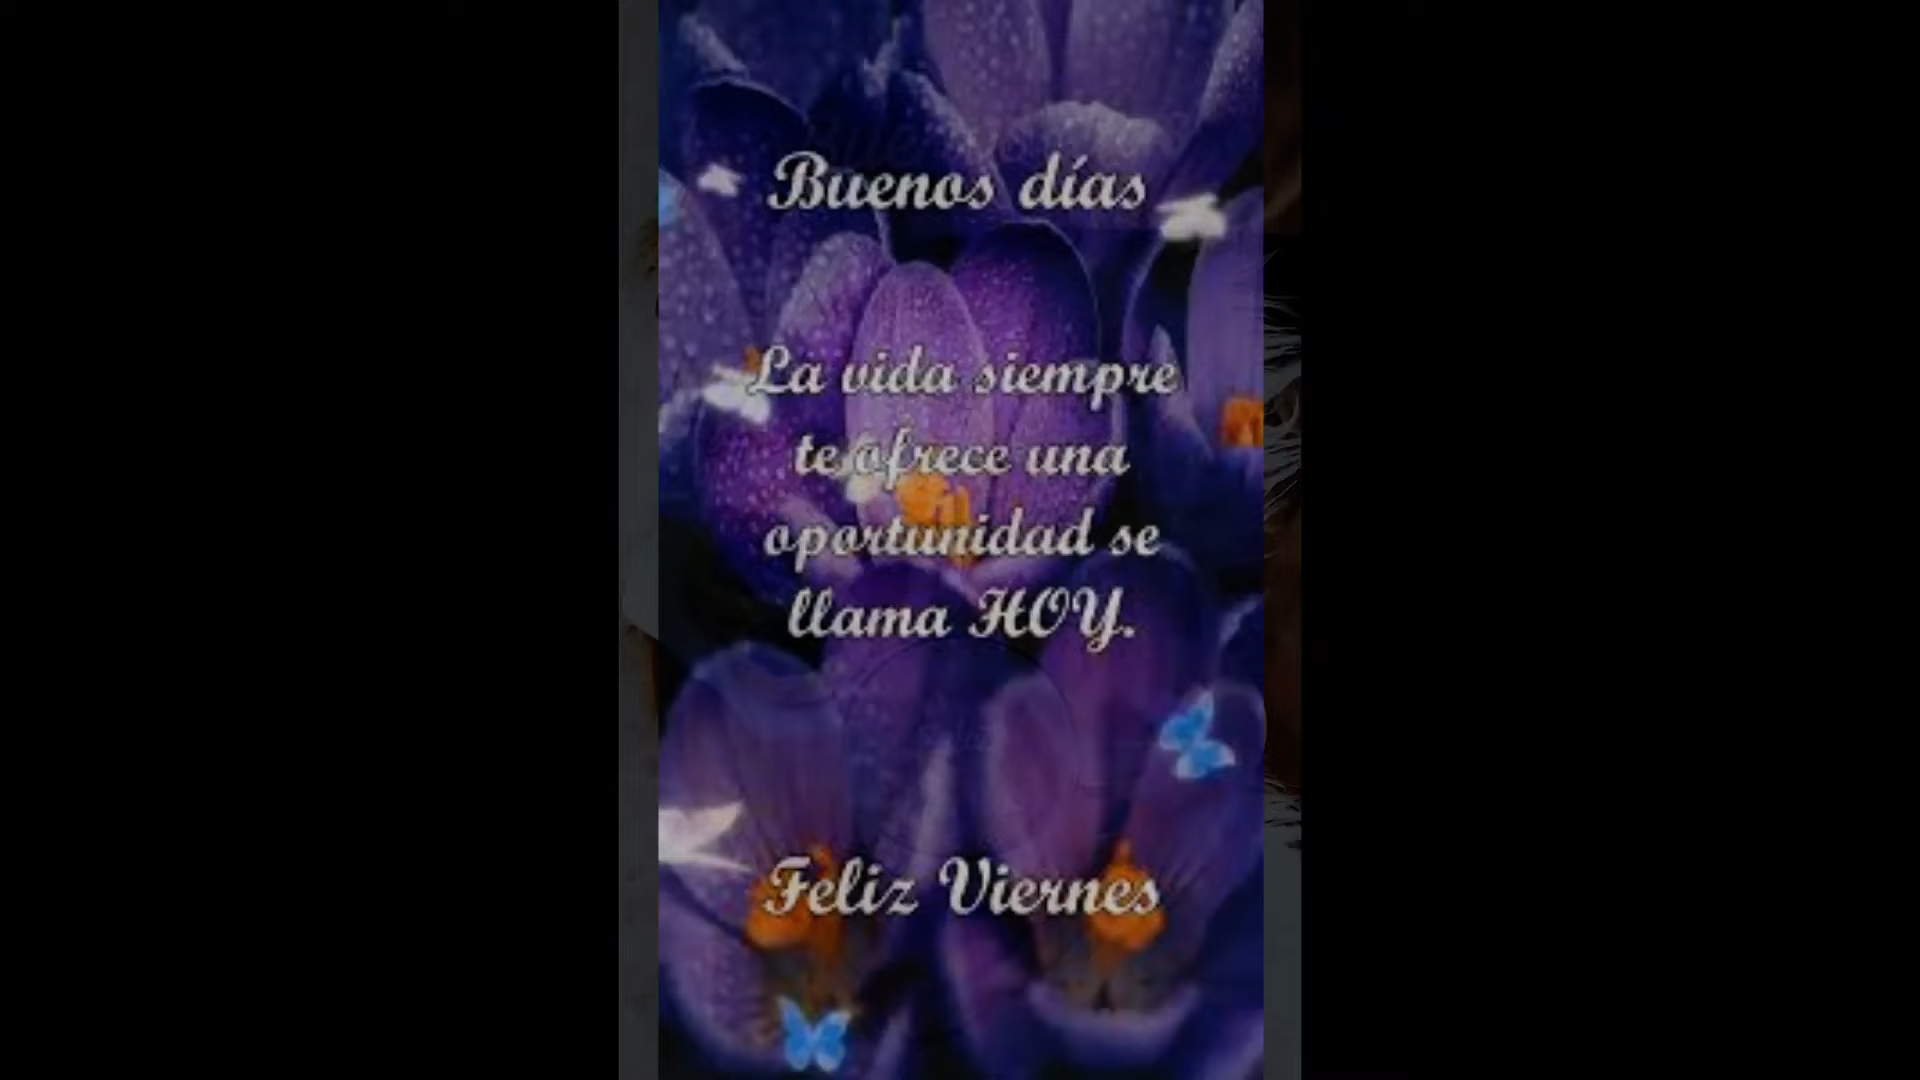 Buenos días
La vida siempre
te ofrece una
oportunidad se
llama HOY.
Feliz Viernes